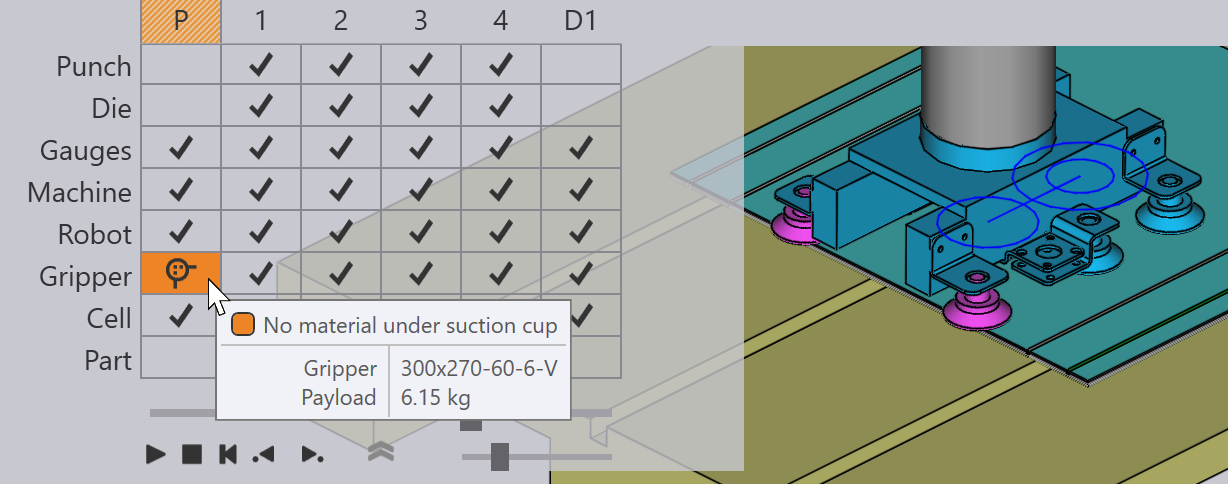 P 1 2 3 4 D1
Punch
Die
Gauges
Machine
Robot
Gripper
Cell
Part
No material under suction cup
Gripper 300x270-60-6-V
Payload 6.15 kg